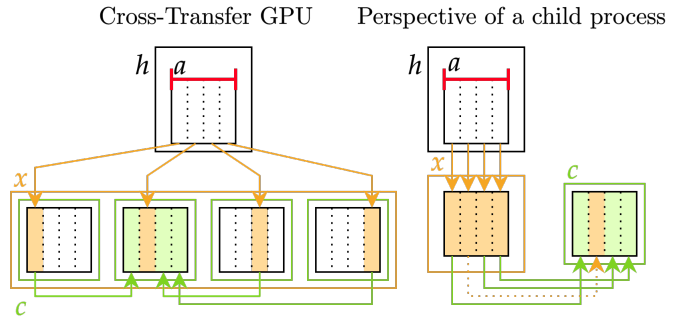 Cross-Transfer GPU
Perspective of a child process
h
a
h
a
x
x
c
c